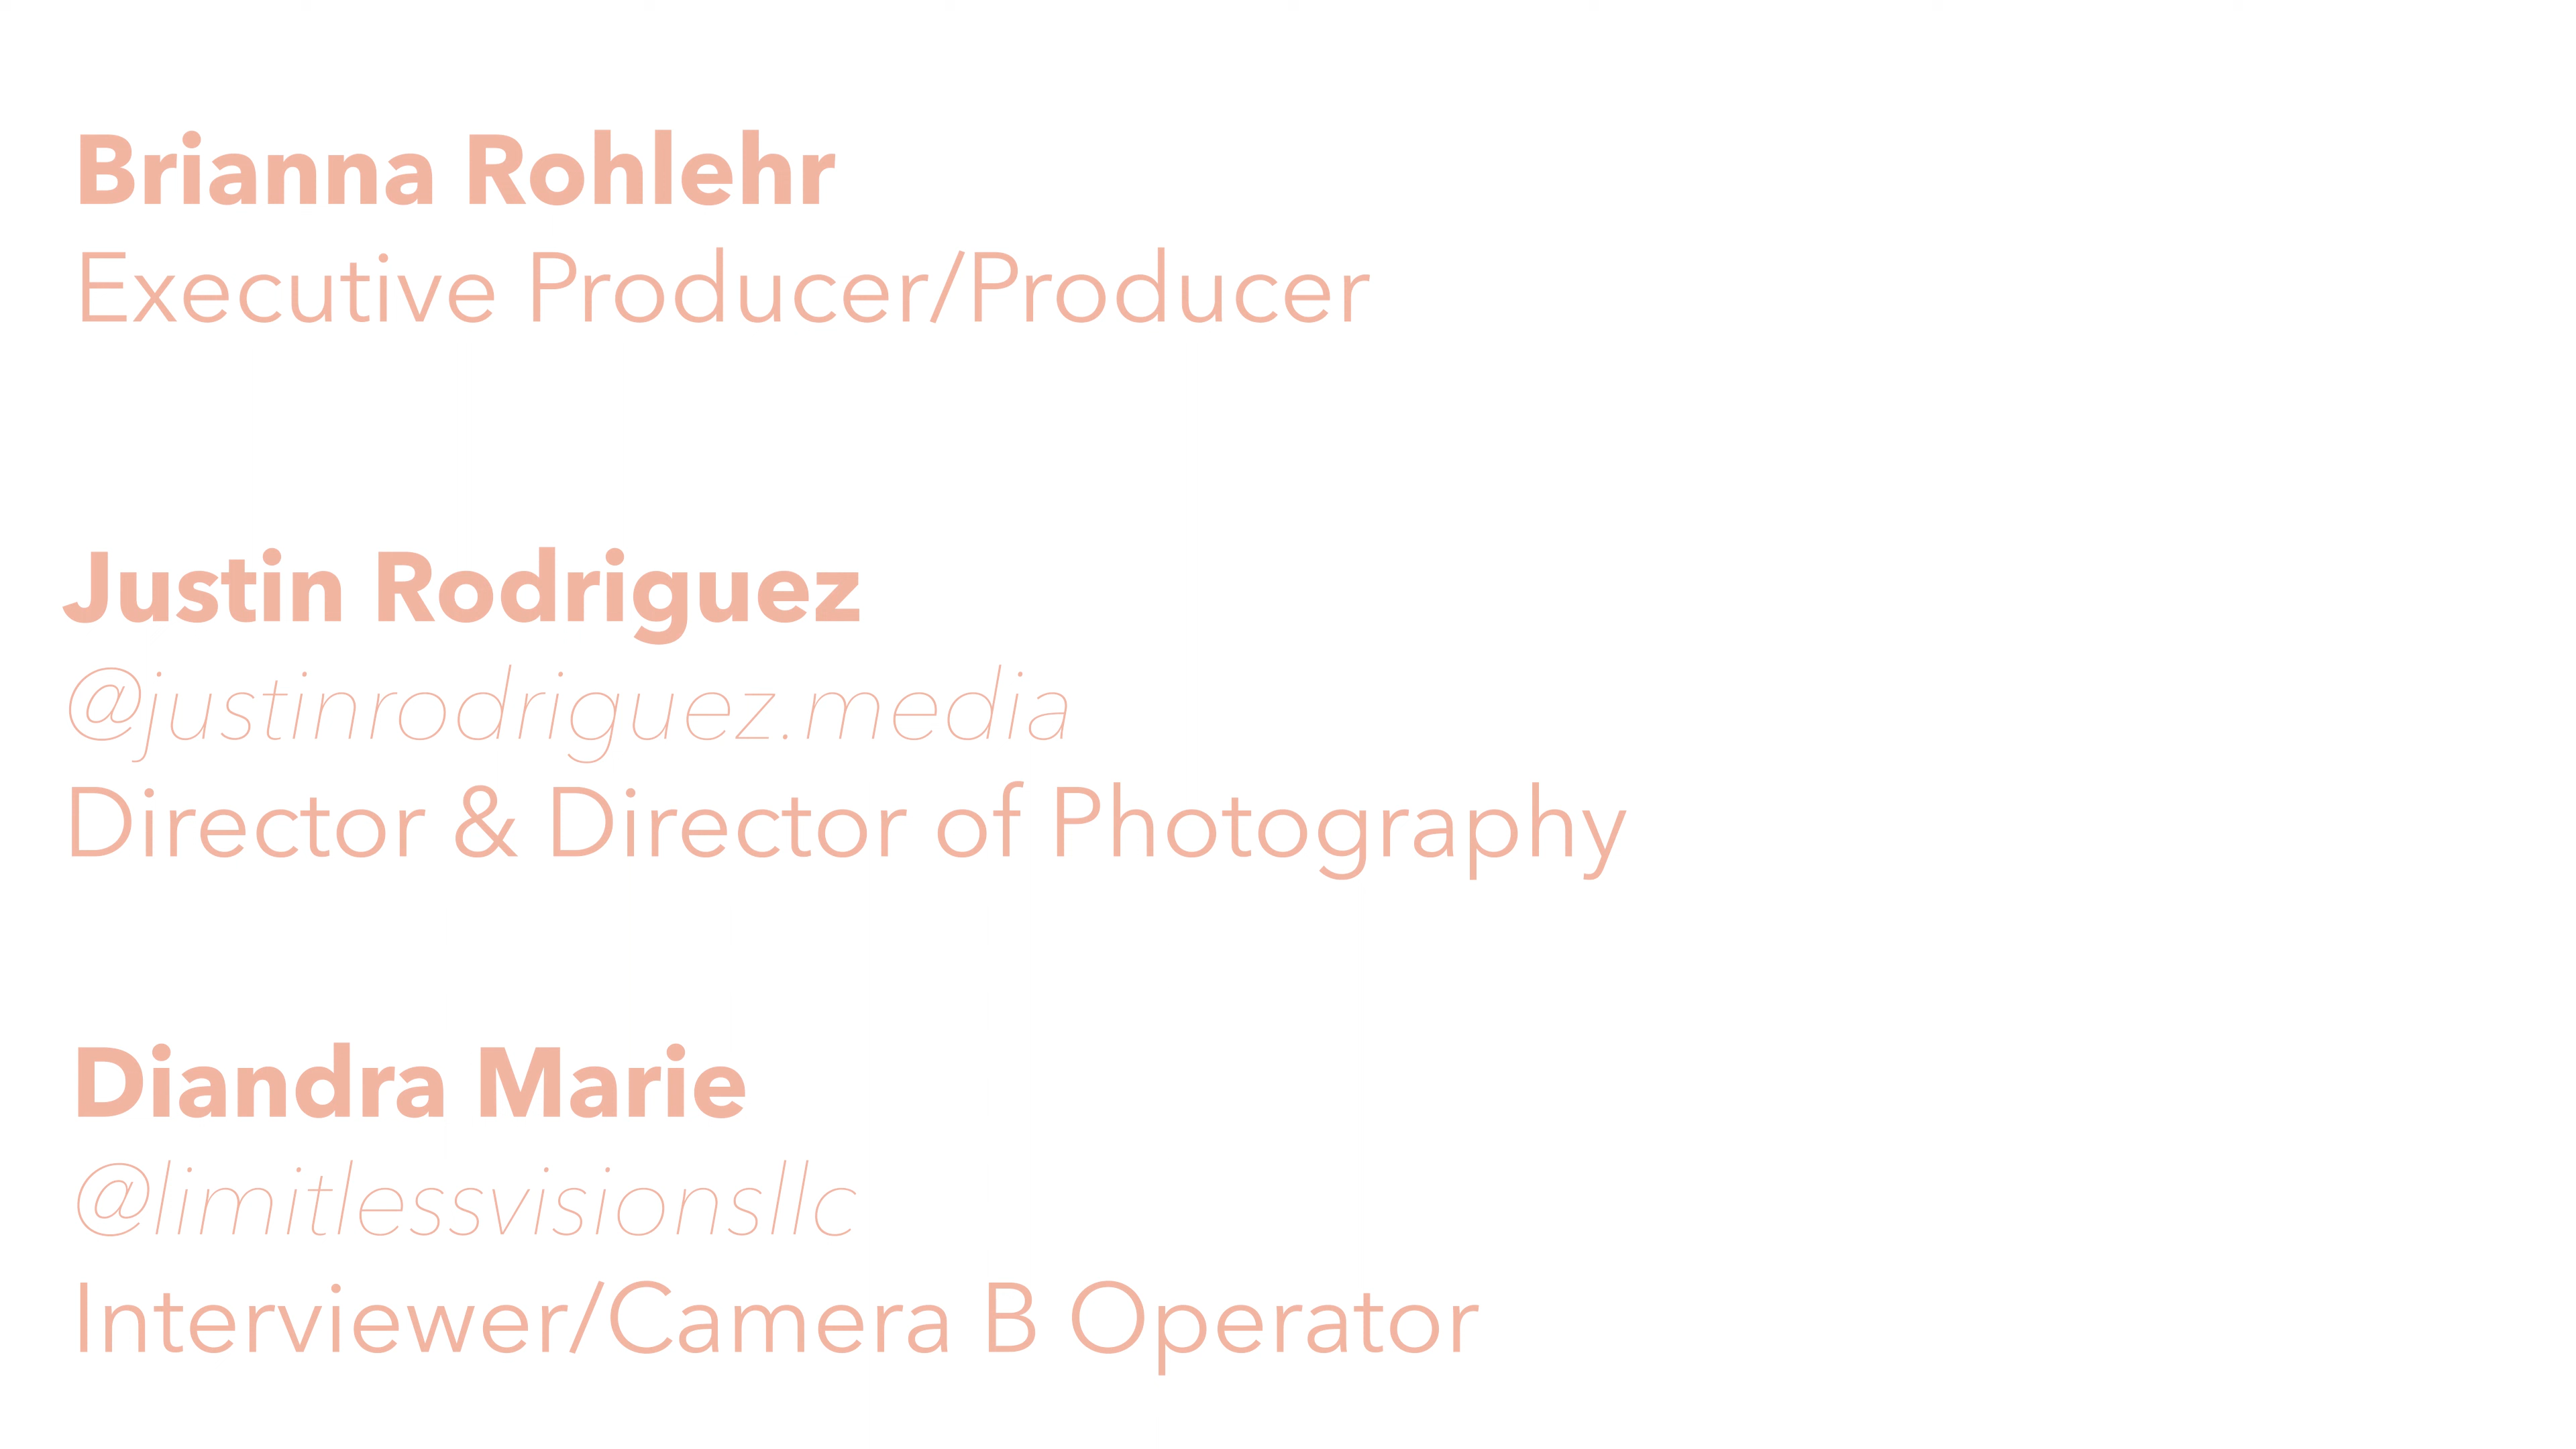 Brianna Rohlehr
Executive Producer/Producer
Justin Rodriguez
@justinrodriguez.media
Director & Director of Photography
Diandra Marie
@limitlessvisionsllc
Interviewer/Camera B Operator